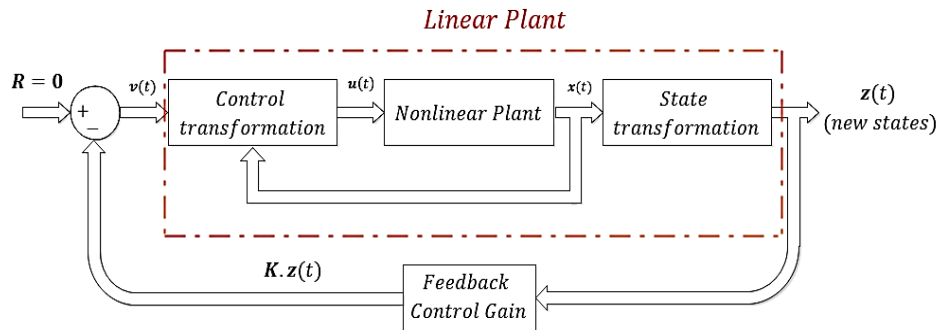 Linear Plant
R = 0
+
−
v(t)
Control
transformation
u(t)
Nonlinear Plant
x(t)
State
transformation
z(t)
(new states)
K. z(t)
Feedback
Control Gain